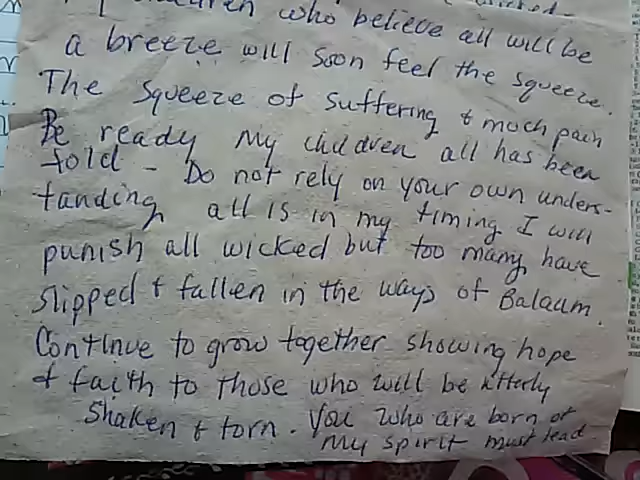 children who believe all will be
a breeze will soon feel the squeeze.
The squeeze of suffering & much pain
Be ready My children all has been
told - Do not rely on your own unders-
tanding, all is in my timing I will
punish all wicked but too many have
slipped & fallen in the ways of Balaam.
Continue to grow together showing hope
& faith to those who will be utterly
shaken & torn. You who are born of
my spirit must lead